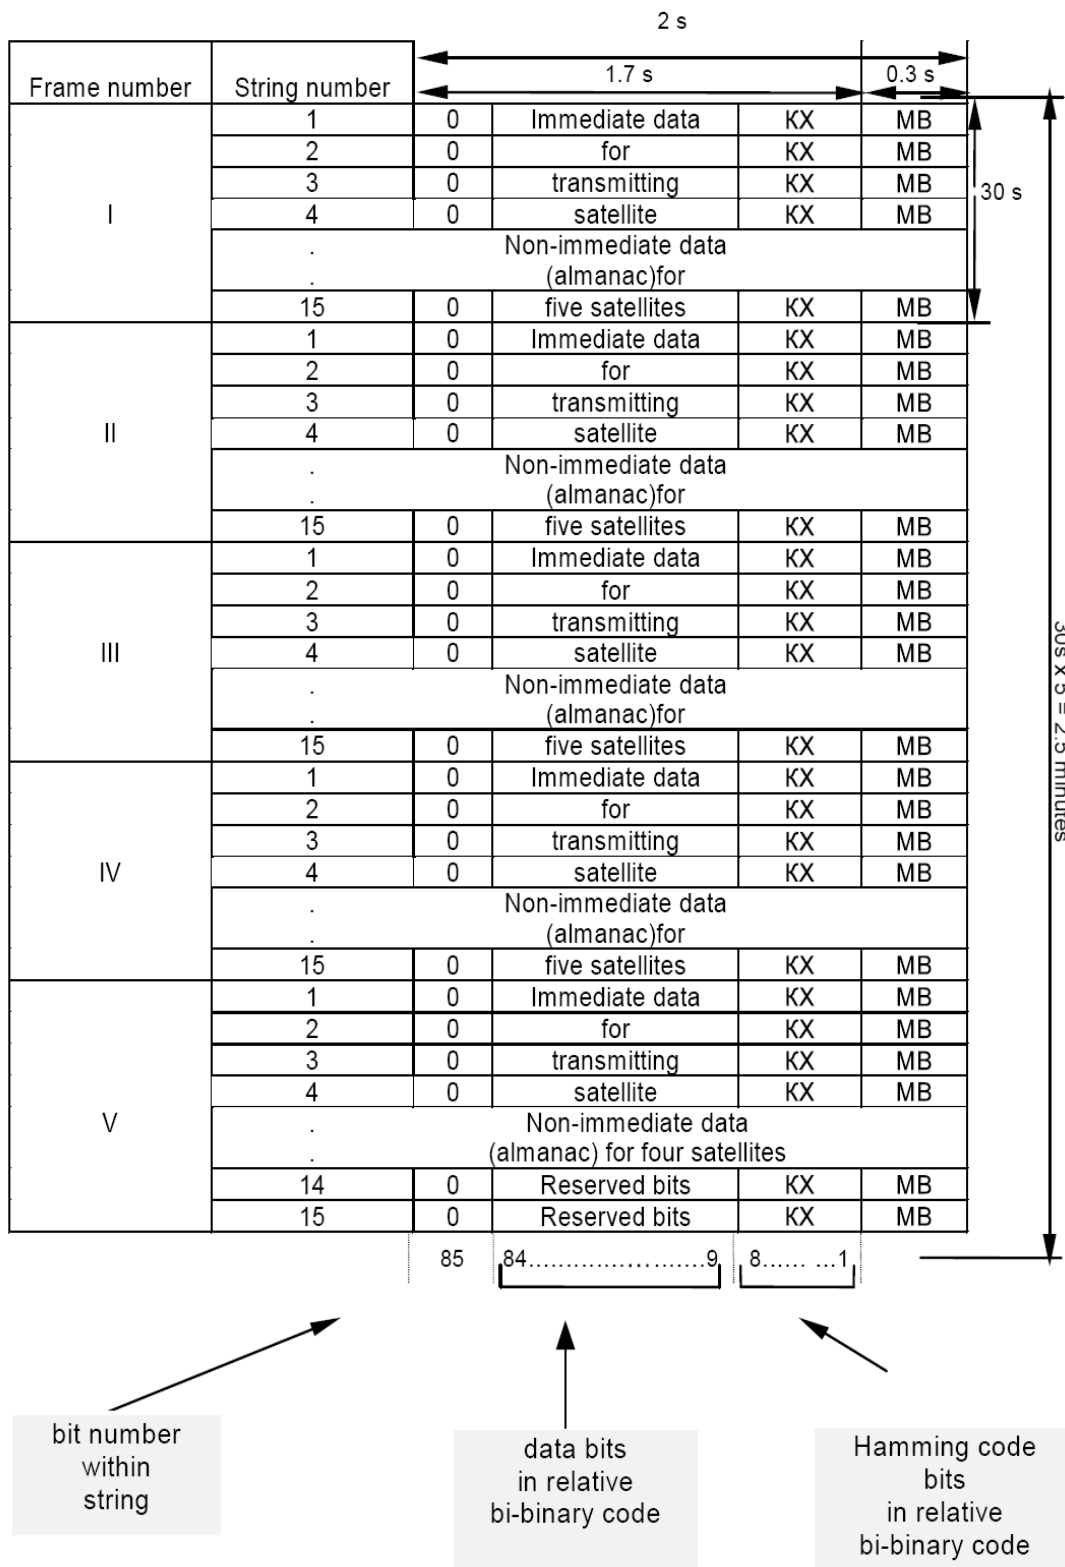 2 s
1.7 s 0.3 s
Frame number String number
1 0 Immediate data KX MB
2 0 for KX MB
3 0 transmitting KX MB
30 s
I
4 0 satellite KX MB
. Non-immediate data
. (almanac)for
15 0 five satellites KX MB
1 0 Immediate data KX MB
2 0 for KX MB
3 0 transmitting KX MB
II
4 0 satellite KX MB
. Non-immediate data
. (almanac)for
15 0 five satellites KX MB
1 0 Immediate data KX MB
2 0 for KX MB
3 0 transmitting KX MB
III
4 0 satellite KX MB
. Non-immediate data
. (almanac)for
15 0 five satellites KX MB
30s x 5 = 2.5 minutes
1 0 Immediate data KX MB
2 0 for KX MB
3 0 transmitting KX MB
IV
4 0 satellite KX MB
. Non-immediate data
. (almanac)for
15 0 five satellites KX MB
1 0 Immediate data KX MB
2 0 for KX MB
3 0 transmitting KX MB
4 0 satellite KX MB
V
. Non-immediate data
. (almanac) for four satellites
14 0 Reserved bits KX MB
15 0 Reserved bits KX MB
85 84........................9 8...... ...1
bit number
within
string
data bits
in relative
bi-binary code
Hamming code
bits
in relative
bi-binary code